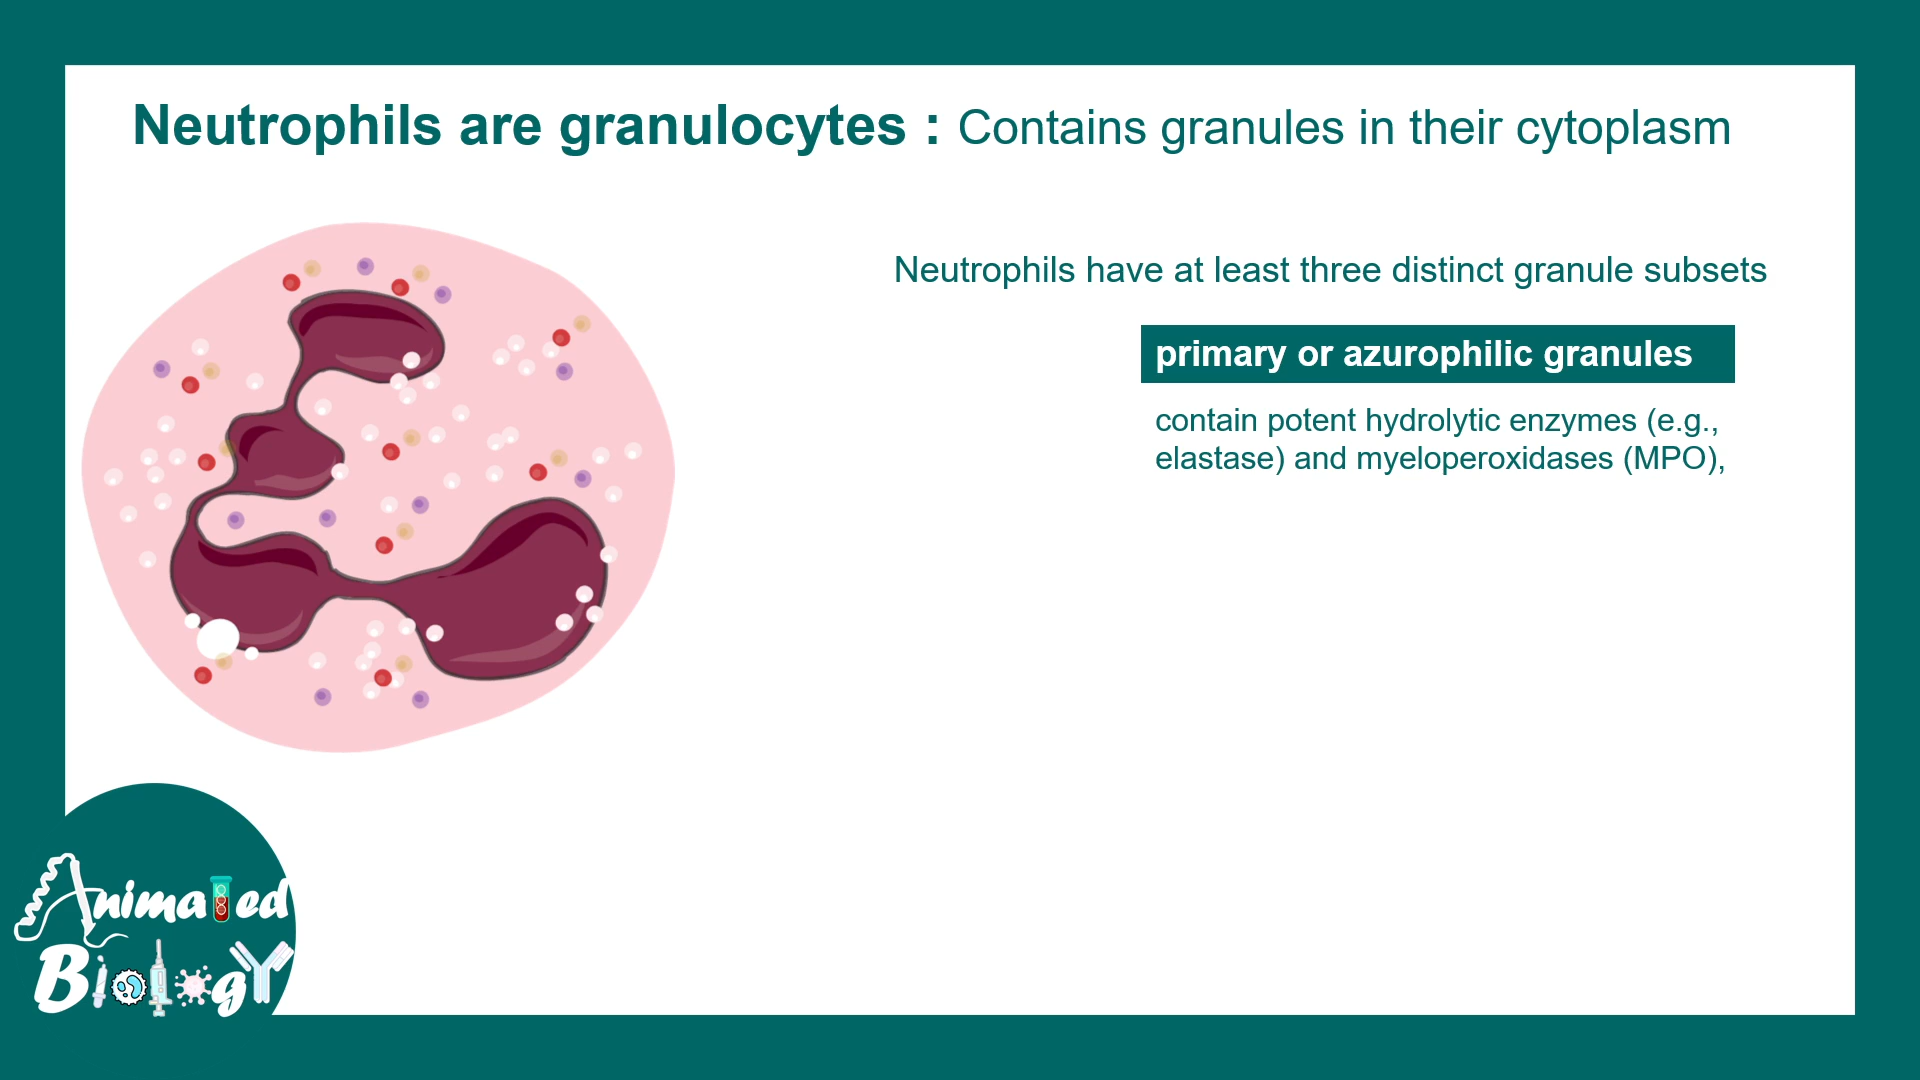 Neutrophils are granulocytes : Contains granules in their cytoplasm
Neutrophils have at least three distinct granule subsets
primary or azurophilic granules
contain potent hydrolytic enzymes (e.g.,
elastase) and myeloperoxidases (MPO),
Animated
BiologY